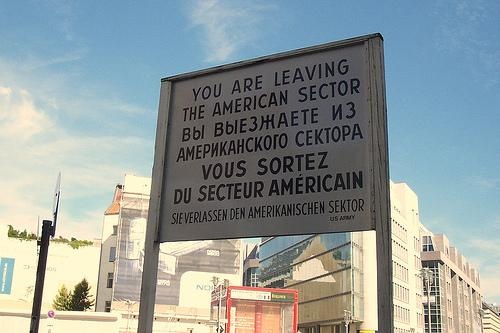 YOU ARE LEAVING
THE AMERICAN SECTOR
ВЫ ВЫЕЗЖАЕТЕ ИЗ
АМЕРИКАНСКОГО СЕКТОРА
VOUS SORTEZ
DU SECTEUR AMÉRICAIN
SIE VERLASSEN DEN AMERIKANISCHEN SEKTOR
US ARMY